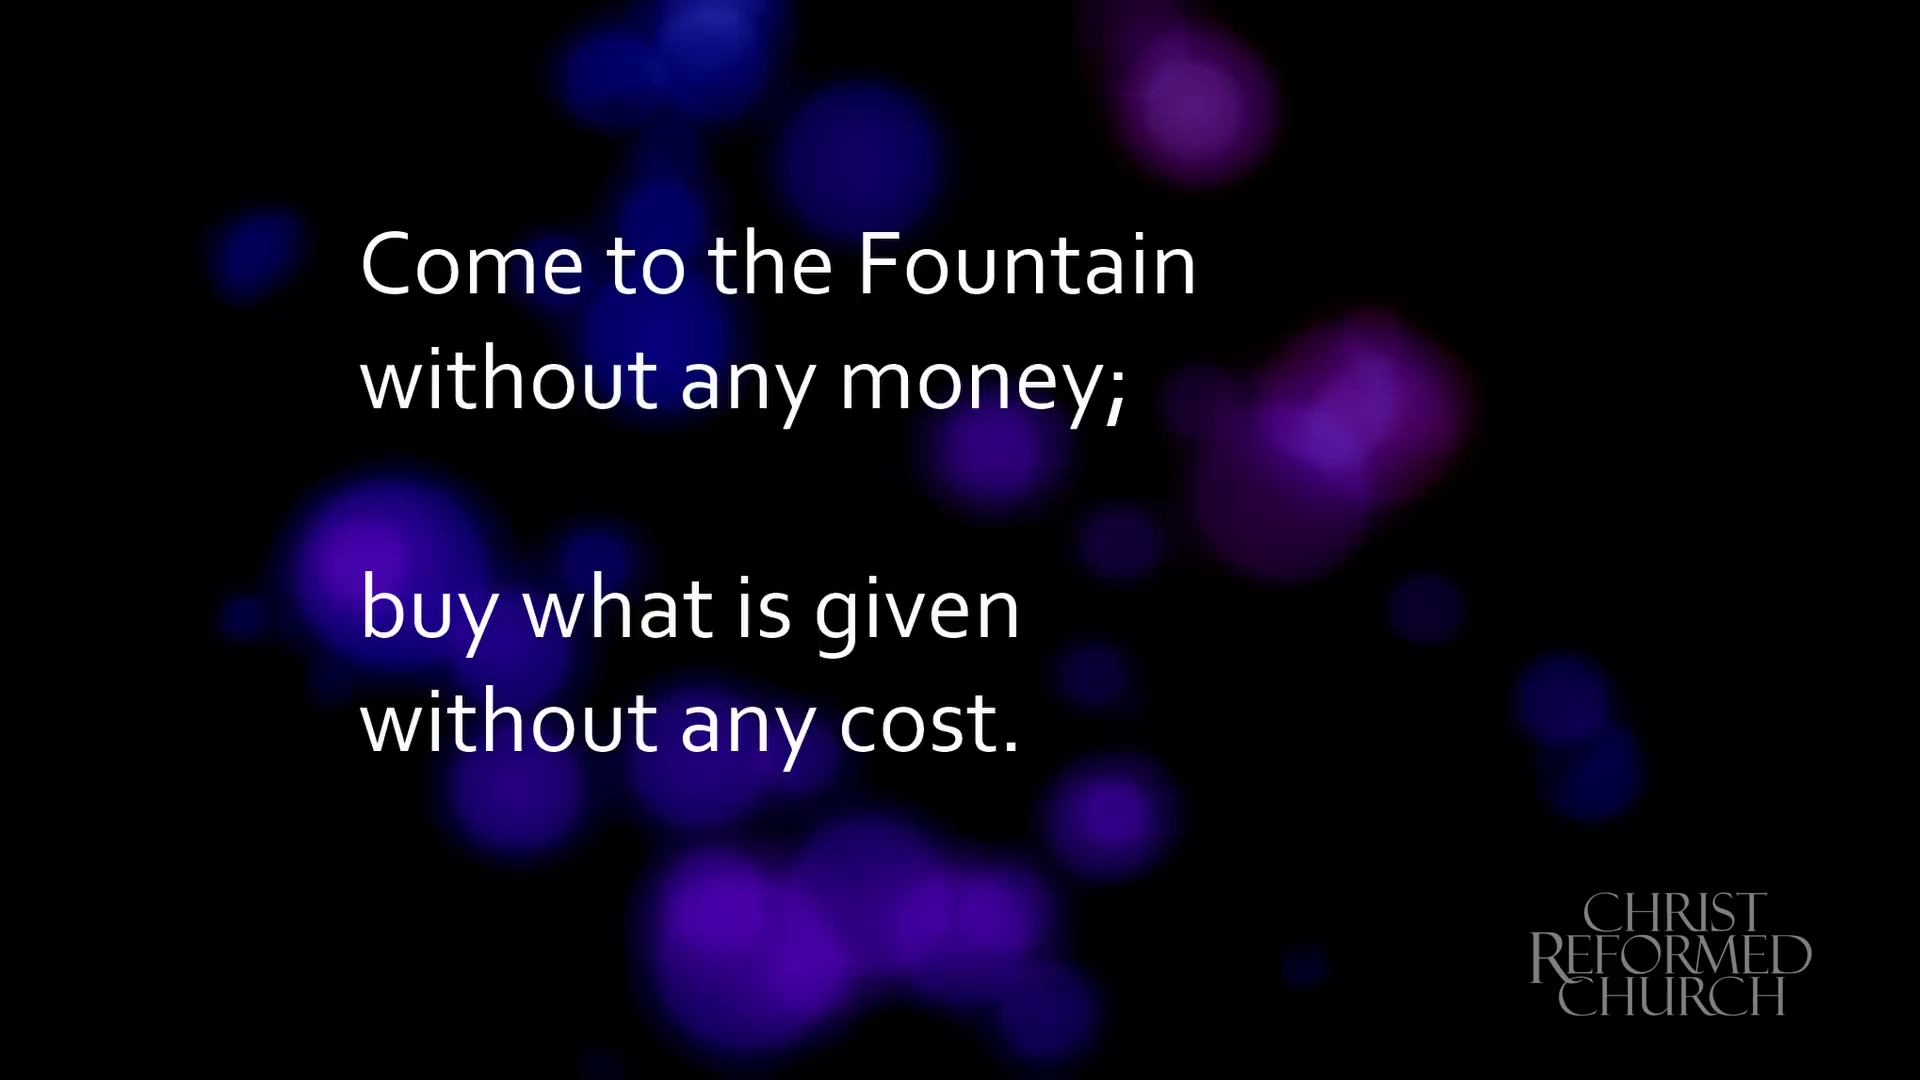 Come to the Fountain
without any money;
buy what is given
without any cost.
CHRIST
REFORMED
CHURCH